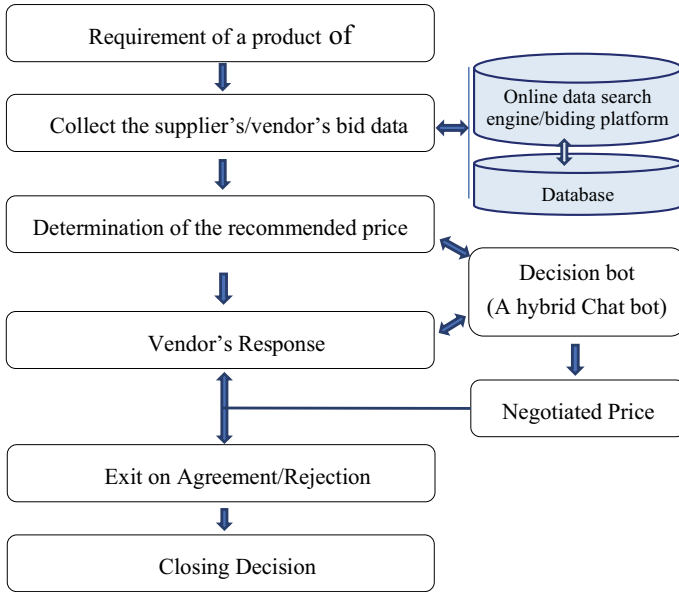 Requirement of a product of
Collect the supplier’s/vendor’s bid data
Online data search
engine/biding platform
Database
Determination of the recommended price
Decision bot
(A hybrid Chat bot)
Vendor’s Response
Negotiated Price
Exit on Agreement/Rejection
Closing Decision